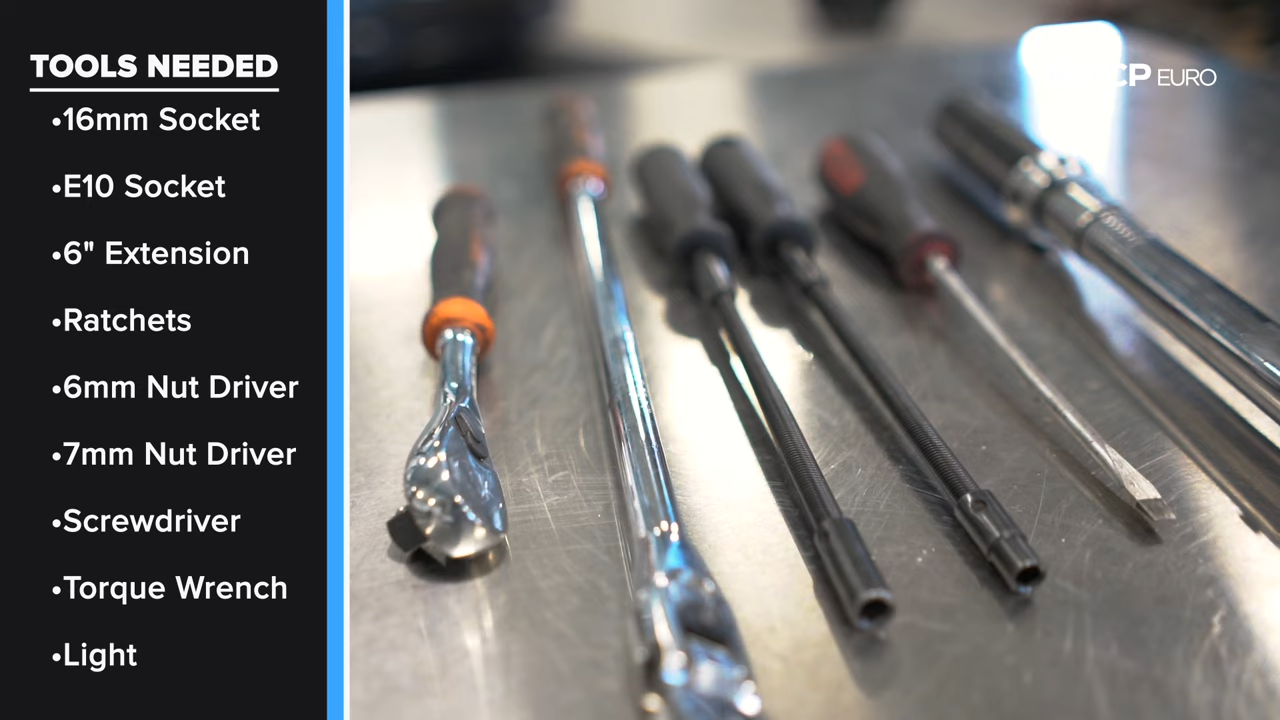 TOOLS NEEDED
•16mm Socket
•E10 Socket
•6" Extension
•Ratchets
•6mm Nut Driver
•7mm Nut Driver
•Screwdriver
•Torque Wrench
•Light
CP EURO